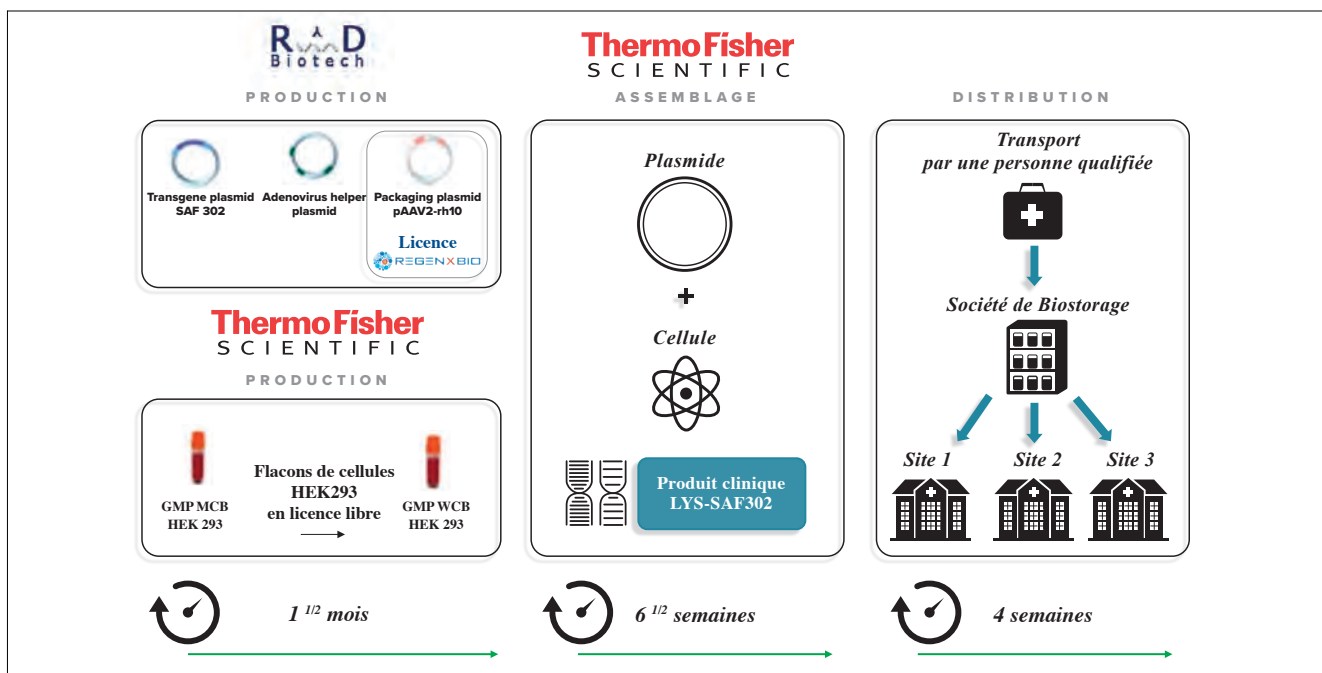 R D
Biotech
PRODUCTION
Transgene plasmid
SAF 302
Adenovirus helper
plasmid
Packaging plasmid
pAAV2-rh10
Licence
REGENXBIO
ThermoFisher
SCIENTIFIC
PRODUCTION
GMP MCB
HEK 293
Flacons de cellules
HEK293
en licence libre
GMP WCB
HEK 293
1 1/2 mois
ThermoFisher
SCIENTIFIC
ASSEMBLAGE
Plasmide
+
Cellule
Produit clinique
LYS-SAF302
6 1/2 semaines
DISTRIBUTION
Transport
par une personne qualifiée
Société de Biostorage
Site 1
Site 2
Site 3
4 semaines